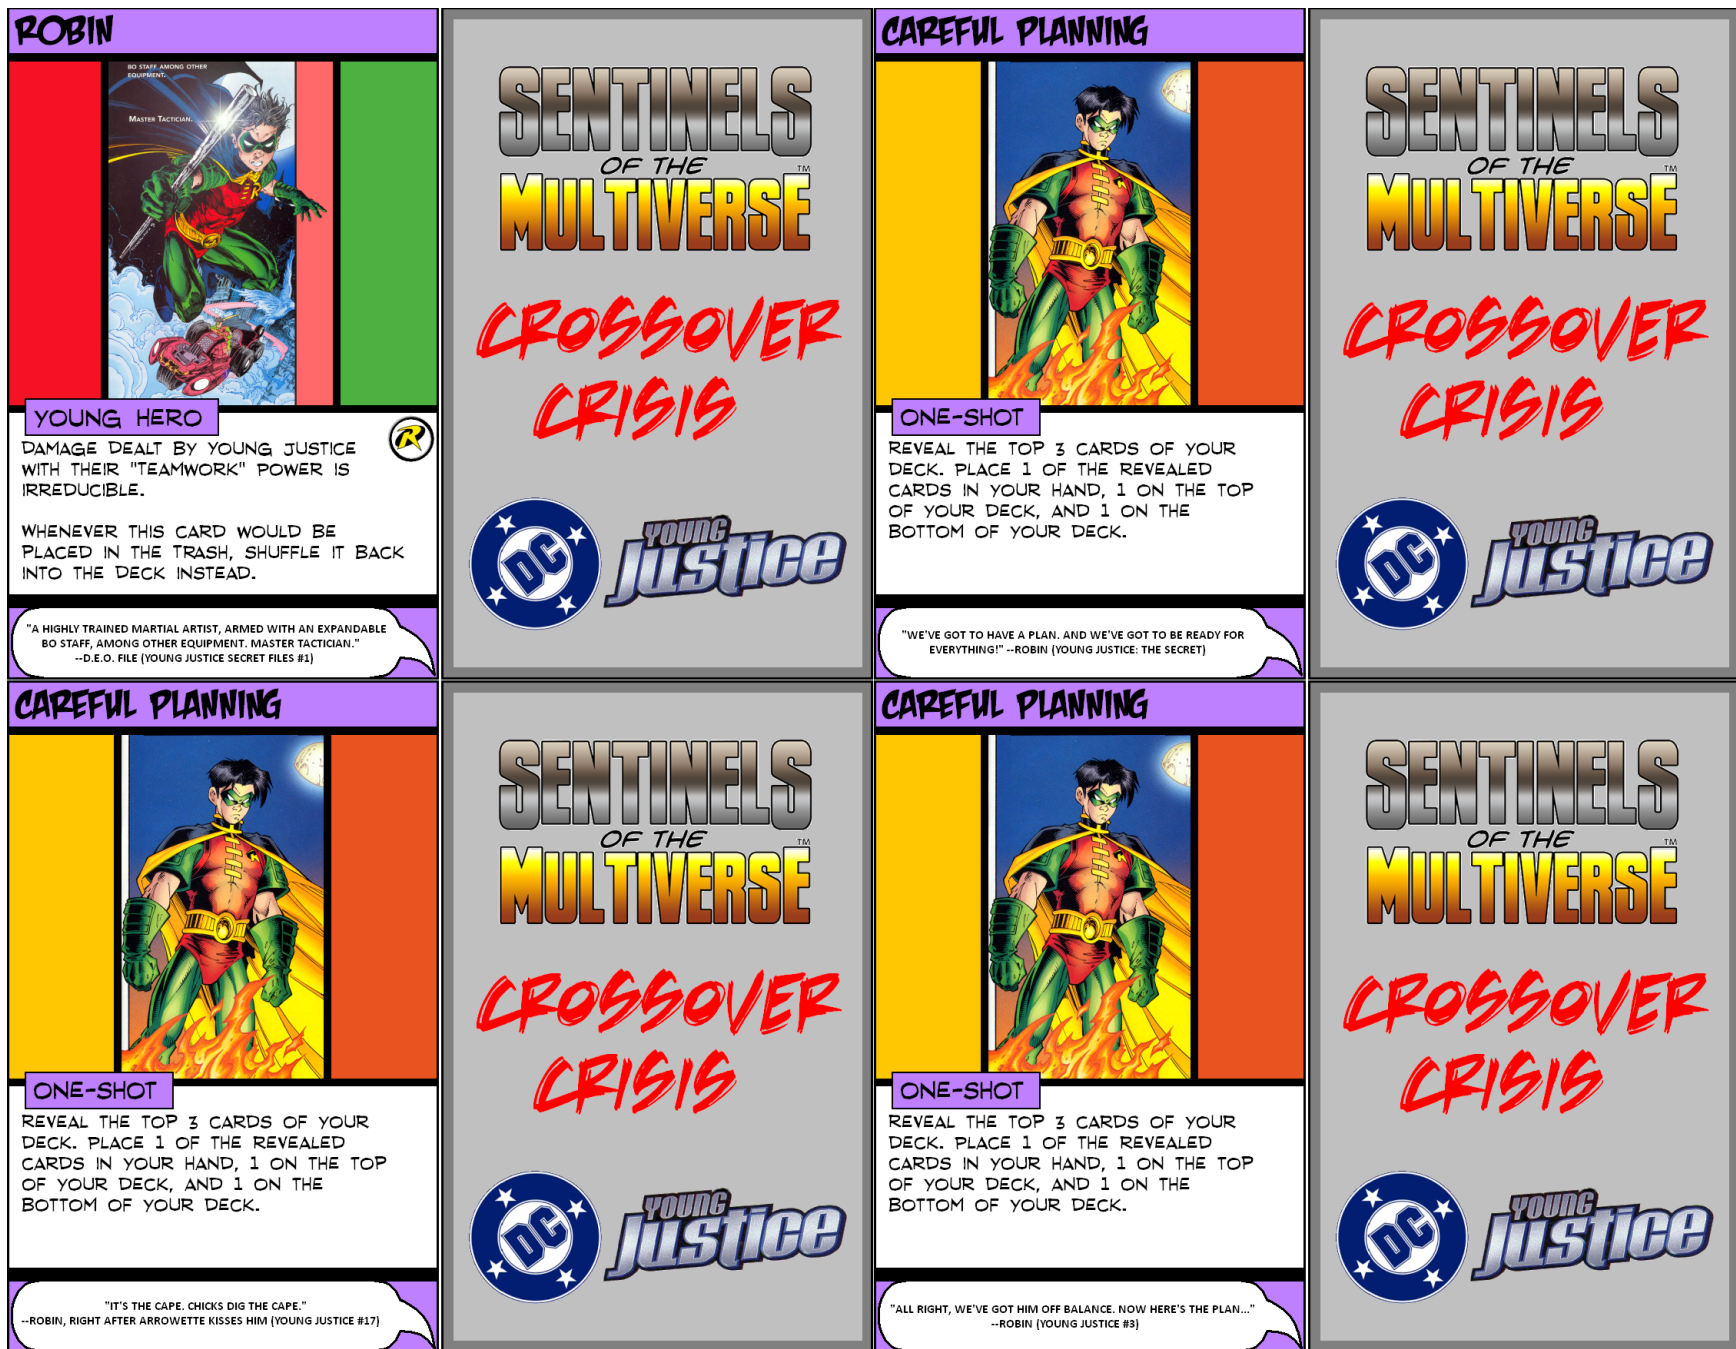 ROBIN
BO STAFF AMONG OTHER
EQUIPMENT.
MASTER TACTICIAN.
YOUNG HERO
DAMAGE DEALT BY YOUNG JUSTICE
WITH THEIR "TEAMWORK" POWER IS
IRREDUCIBLE.
WHENEVER THIS CARD WOULD BE
PLACED IN THE TRASH, SHUFFLE IT BACK
INTO THE DECK INSTEAD.
R
"A HIGHLY TRAINED MARTIAL ARTIST, ARMED WITH AN EXPANDABLE
BO STAFF, AMONG OTHER EQUIPMENT. MASTER TACTICIAN."
--D.E.O. FILE (YOUNG JUSTICE SECRET FILES #1)
SENTINELS
OF THE
MULTIVERSE
TM
CROSSOVER
CRISIS
DC
YOUNG
JUSTICE
CAREFUL PLANNING
ONE-SHOT
REVEAL THE TOP 3 CARDS OF YOUR
DECK. PLACE 1 OF THE REVEALED
CARDS IN YOUR HAND, 1 ON THE TOP
OF YOUR DECK, AND 1 ON THE
BOTTOM OF YOUR DECK.
"WE'VE GOT TO HAVE A PLAN. AND WE'VE GOT TO BE READY FOR
EVERYTHING!" --ROBIN (YOUNG JUSTICE: THE SECRET)
SENTINELS
OF THE
MULTIVERSE
TM
CROSSOVER
CRISIS
DC
YOUNG
JUSTICE
CAREFUL PLANNING
ONE-SHOT
REVEAL THE TOP 3 CARDS OF YOUR
DECK. PLACE 1 OF THE REVEALED
CARDS IN YOUR HAND, 1 ON THE TOP
OF YOUR DECK, AND 1 ON THE
BOTTOM OF YOUR DECK.
"IT'S THE CAPE. CHICKS DIG THE CAPE."
--ROBIN, RIGHT AFTER ARROWETTE KISSES HIM (YOUNG JUSTICE #17)
SENTINELS
OF THE
MULTIVERSE
TM
CROSSOVER
CRISIS
DC
YOUNG
JUSTICE
CAREFUL PLANNING
ONE-SHOT
REVEAL THE TOP 3 CARDS OF YOUR
DECK. PLACE 1 OF THE REVEALED
CARDS IN YOUR HAND, 1 ON THE TOP
OF YOUR DECK, AND 1 ON THE
BOTTOM OF YOUR DECK.
"ALL RIGHT, WE'VE GOT HIM OFF BALANCE. NOW HERE'S THE PLAN..."
--ROBIN (YOUNG JUSTICE #3)
SENTINELS
OF THE
MULTIVERSE
TM
CROSSOVER
CRISIS
DC
YOUNG
JUSTICE